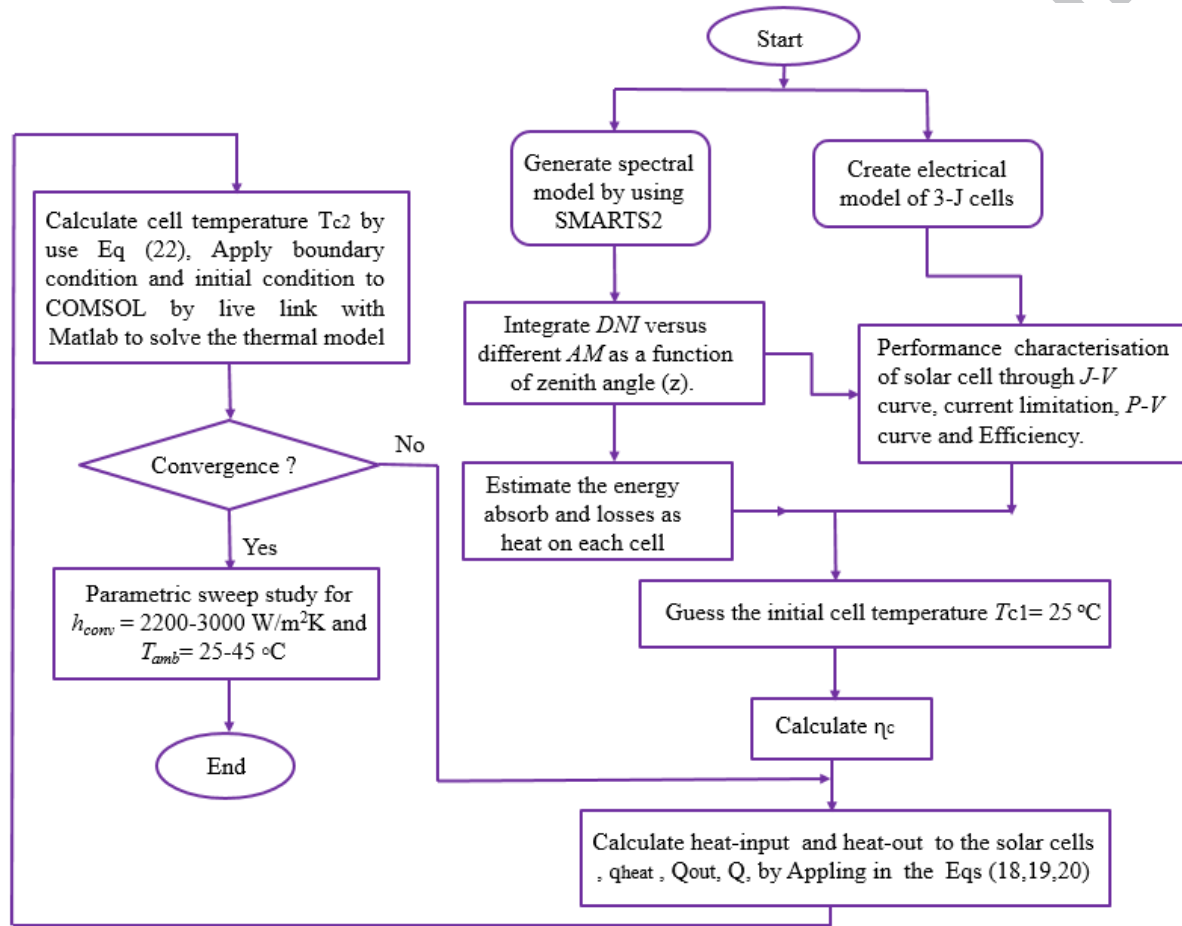 Start
Generate spectral
model by using
SMARTS2
Create electrical
model of 3-J cells
Integrate DNI versus
different AM as a function
of zenith angle (z).
Performance characterisation
of solar cell through J-V
curve, current limitation, P-V
curve and Efficiency.
Estimate the energy
absorb and losses as
heat on each cell
Guess the initial cell temperature Tc1= 25 °C
Calculate ηc
Calculate heat-input and heat-out to the solar cells
, qheat , Qout, Q, by Appling in the Eqs (18,19,20)
Calculate cell temperature Tc2 by
use Eq (22), Apply boundary
condition and initial condition to
COMSOL by live link with
Matlab to solve the thermal model
Convergence ?
No
Yes
Parametric sweep study for
hconv = 2200-3000 W/m²K and
Tamb= 25-45 °C
End